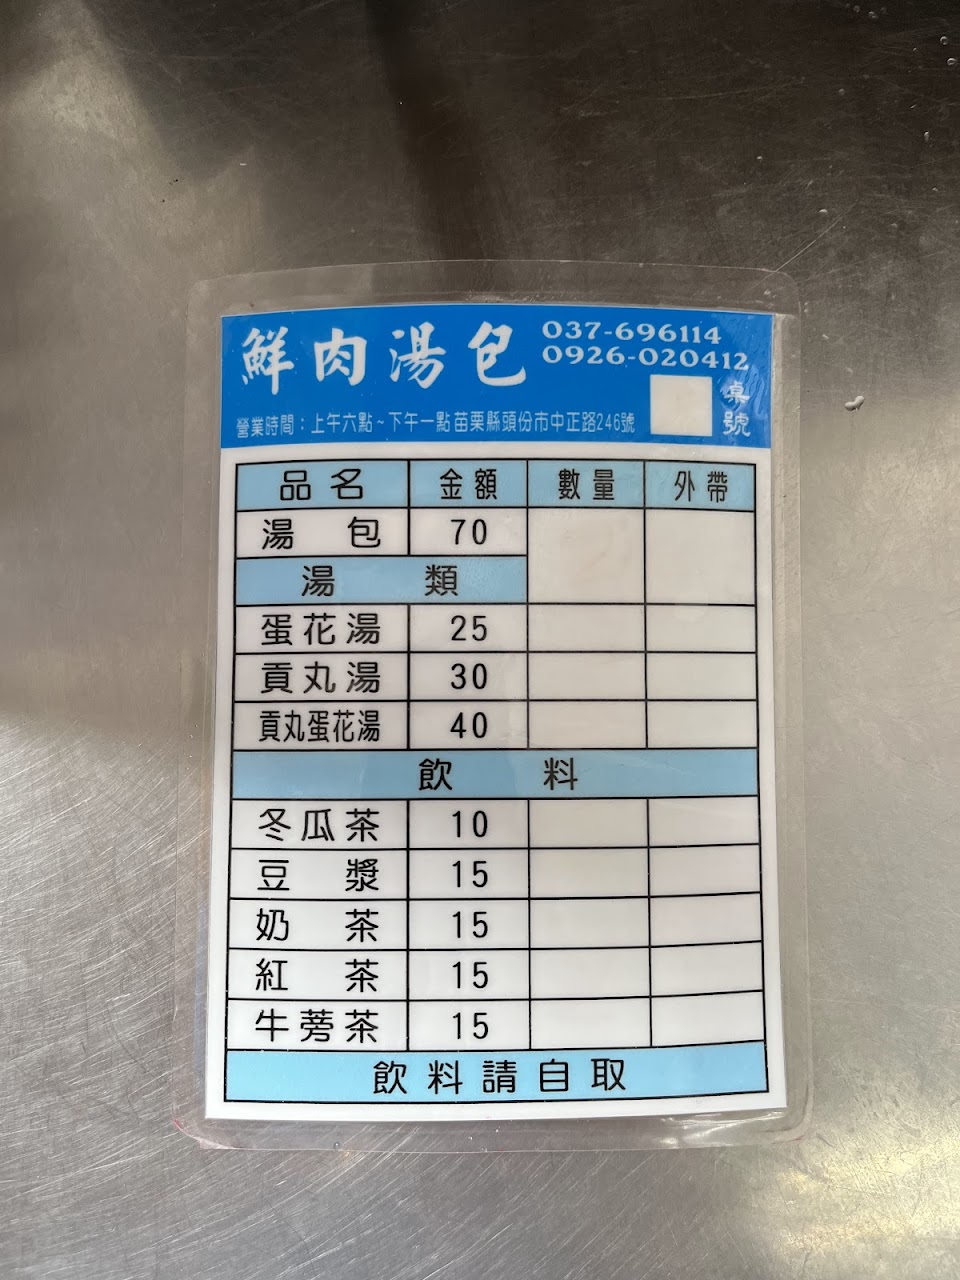 鮮肉湯包
037-696114
0926-020412
桌號
營業時間：上午六點~下午一點 苗栗縣頭份市中正路246號
品名 金額 數量 外帶
湯包 70
湯類
蛋花湯 25
貢丸湯 30
貢丸蛋花湯 40
飲料
冬瓜茶 10
豆漿 15
奶茶 15
紅茶 15
牛蒡茶 15
飲料請自取